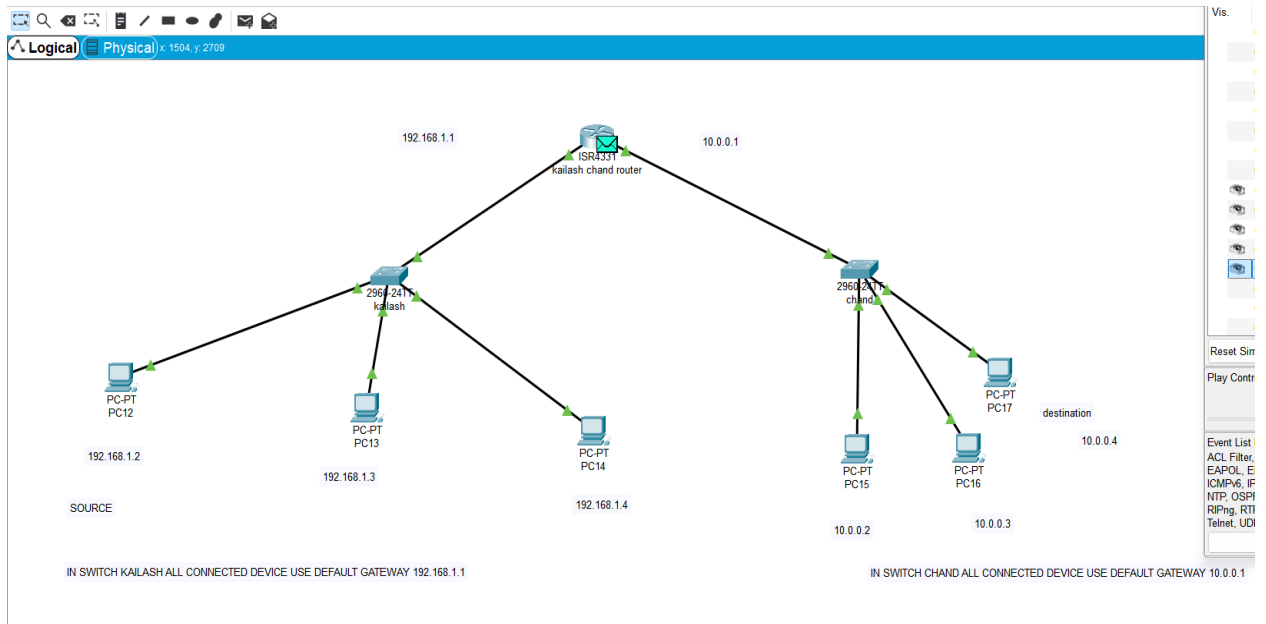 Vis.
Logical
Physical x: 1504, y: 2709
192.168.1.1
10.0.0.1
ISR4331
kailash chand router
2960-24TT
kailash
2960-24TT
chand
PC-PT
PC12
PC-PT
PC13
PC-PT
PC14
PC-PT
PC15
PC-PT
PC16
PC-PT
PC17
destination
10.0.0.4
192.168.1.2
192.168.1.3
192.168.1.4
10.0.0.2
10.0.0.3
SOURCE
IN SWITCH KAILASH ALL CONNECTED DEVICE USE DEFAULT GATEWAY 192.168.1.1
IN SWITCH CHAND ALL CONNECTED DEVICE USE DEFAULT GATEWAY 10.0.0.1
Reset Sim
Play Contr
Event List
ACL Filter,
EAPOL,
ICMPv6,
NTP,
RIPng,
Telnet,